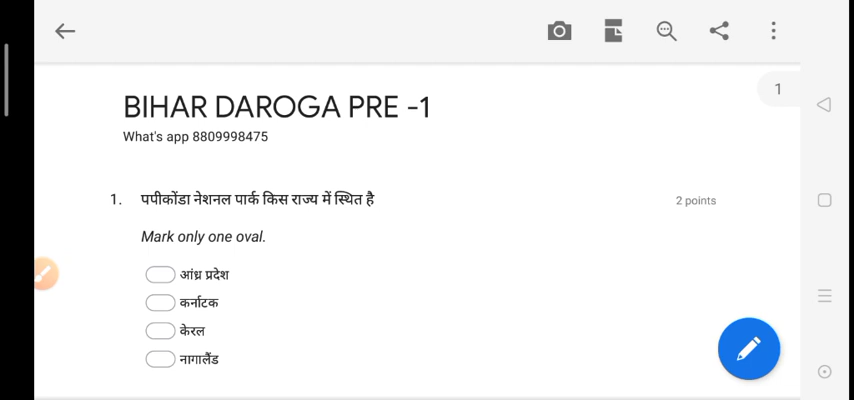 BIHAR DAROGA PRE -1
1
What's app 8809998475
1. पपीकोंडा नेशनल पार्क किस राज्य में स्थित है 2 points
Mark only one oval.
आंध्र प्रदेश
कर्नाटक
केरल
नागालैंड